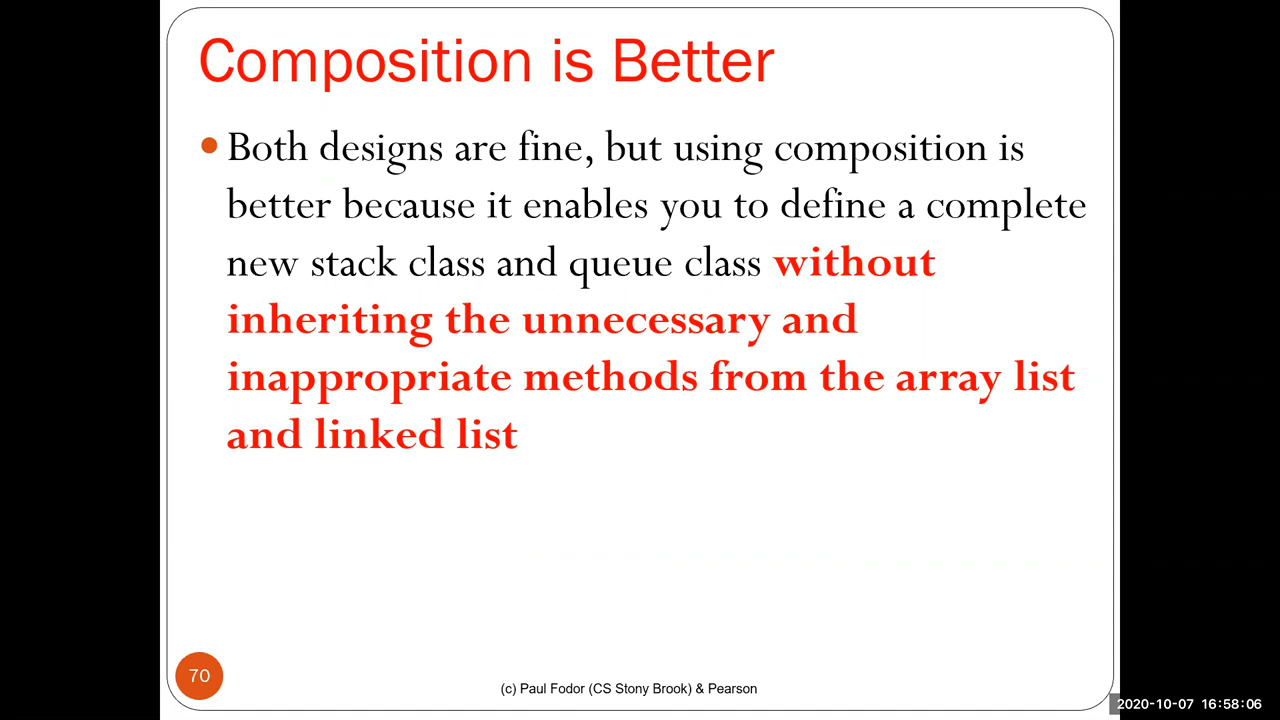 Composition is Better
Both designs are fine, but using composition is
better because it enables you to define a complete
new stack class and queue class without
inheriting the unnecessary and
inappropriate methods from the array list
and linked list
70
(c) Paul Fodor (CS Stony Brook) & Pearson
2020-10-07 16:58:06